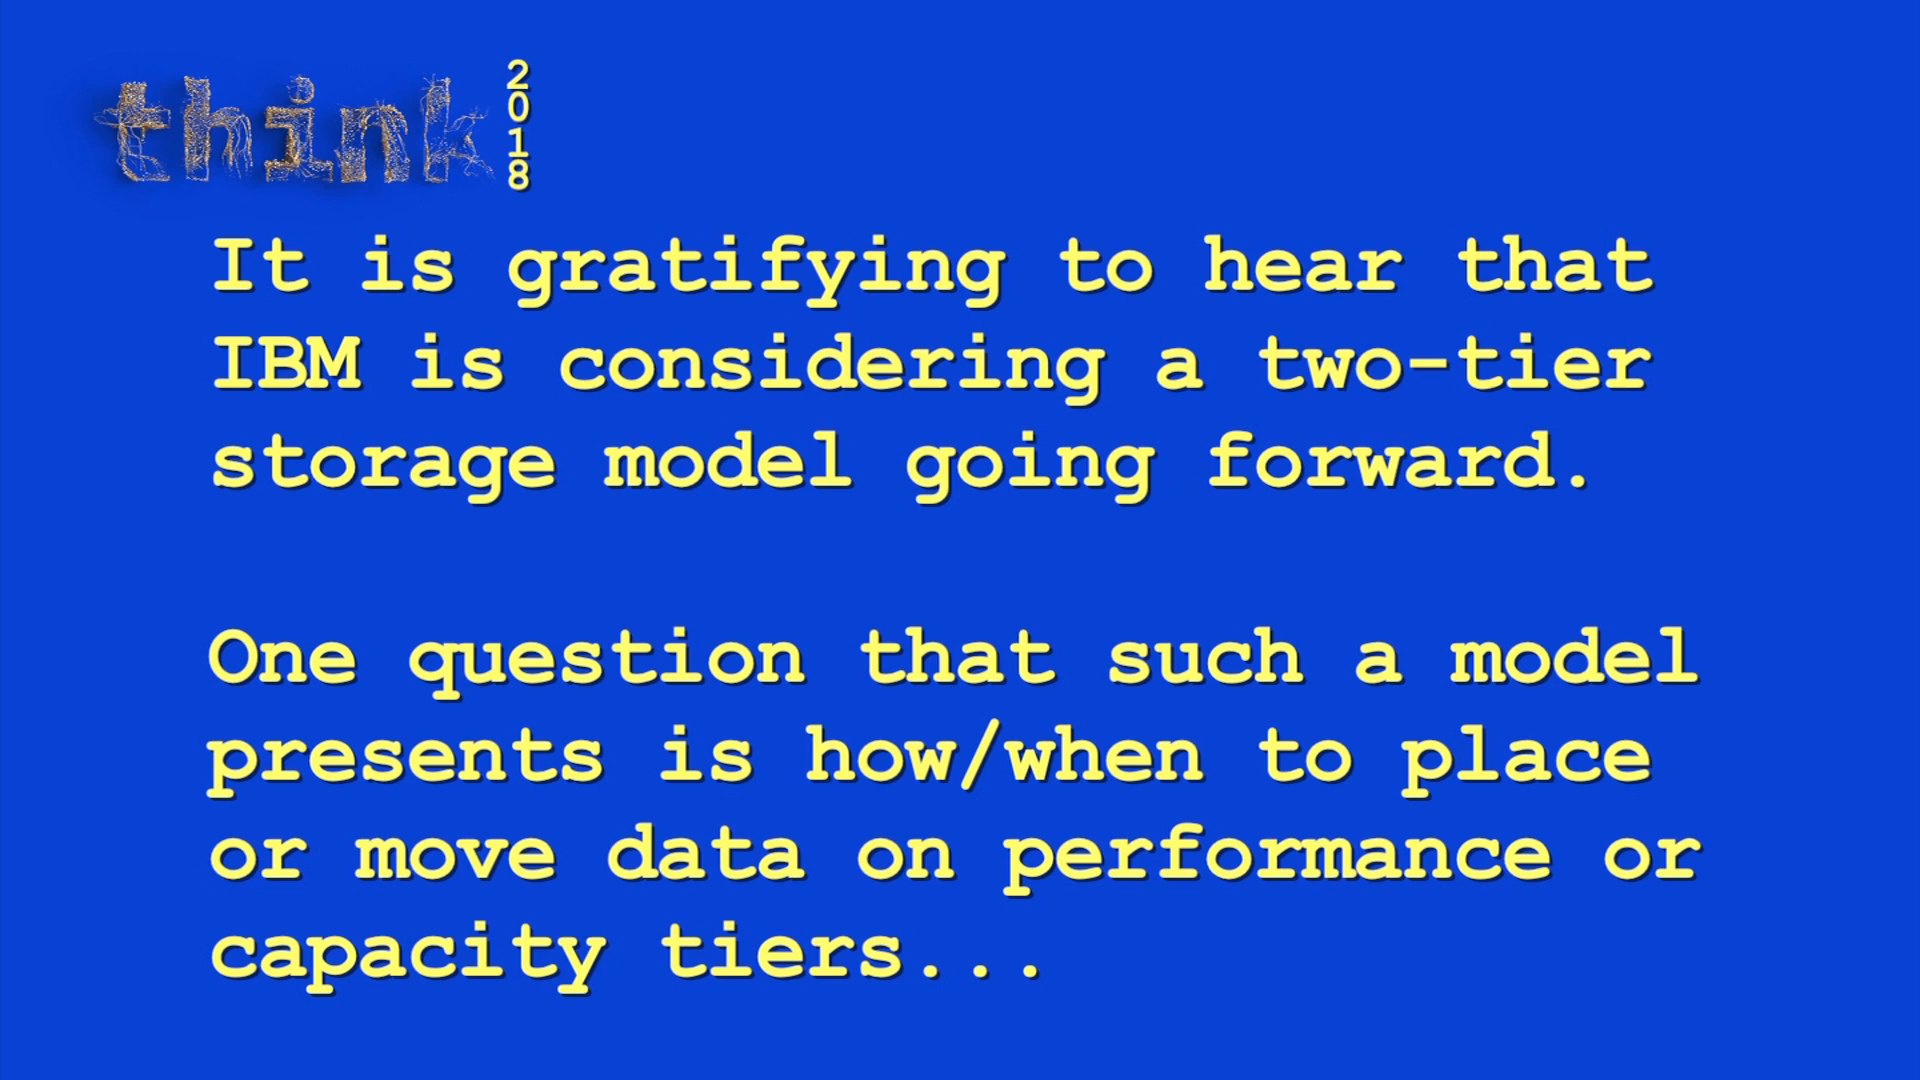 think 2018
It is gratifying to hear that
IBM is considering a two-tier
storage model going forward.
One question that such a model
presents is how/when to place
or move data on performance or
capacity tiers...